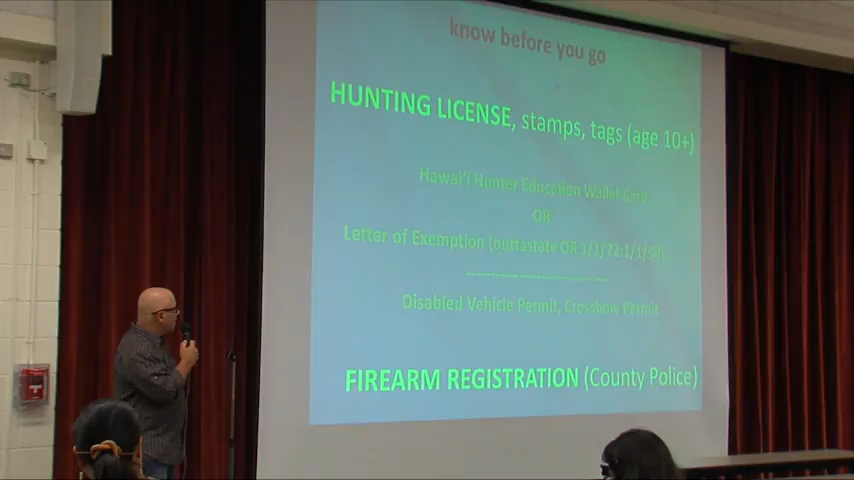 know before you go
HUNTING LICENSE, stamps, tags (age 10+)
Hawai'i Hunter Education Wallet Card
OR
Letter of Exemption (outtastate OR 1/1/72:1/1/90)
Disabled Vehicle Permit, Crossbow Permit
FIREARM REGISTRATION (County Police)